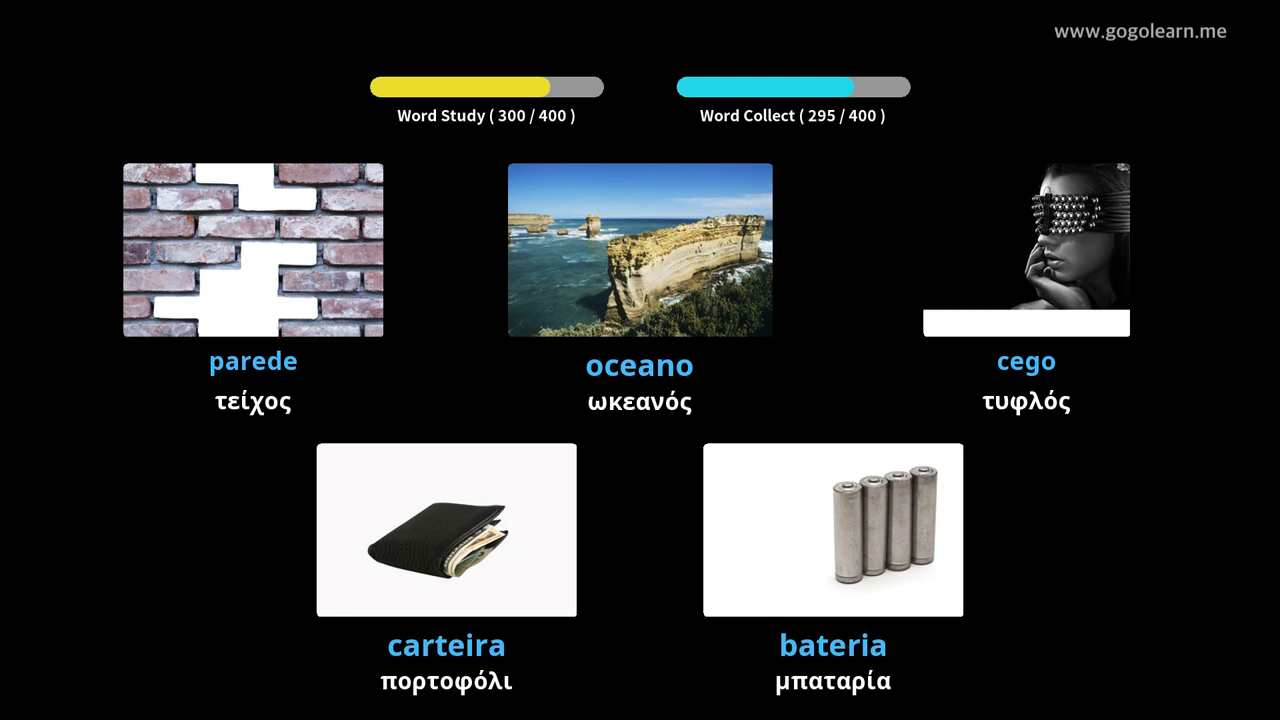 www.gogolearn.me
Word Study ( 300 / 400 )
Word Collect ( 295 / 400 )
parede
τείχος
oceano
ωκεανός
cego
τυφλός
carteira
πορτοφόλι
bateria
μπαταρία